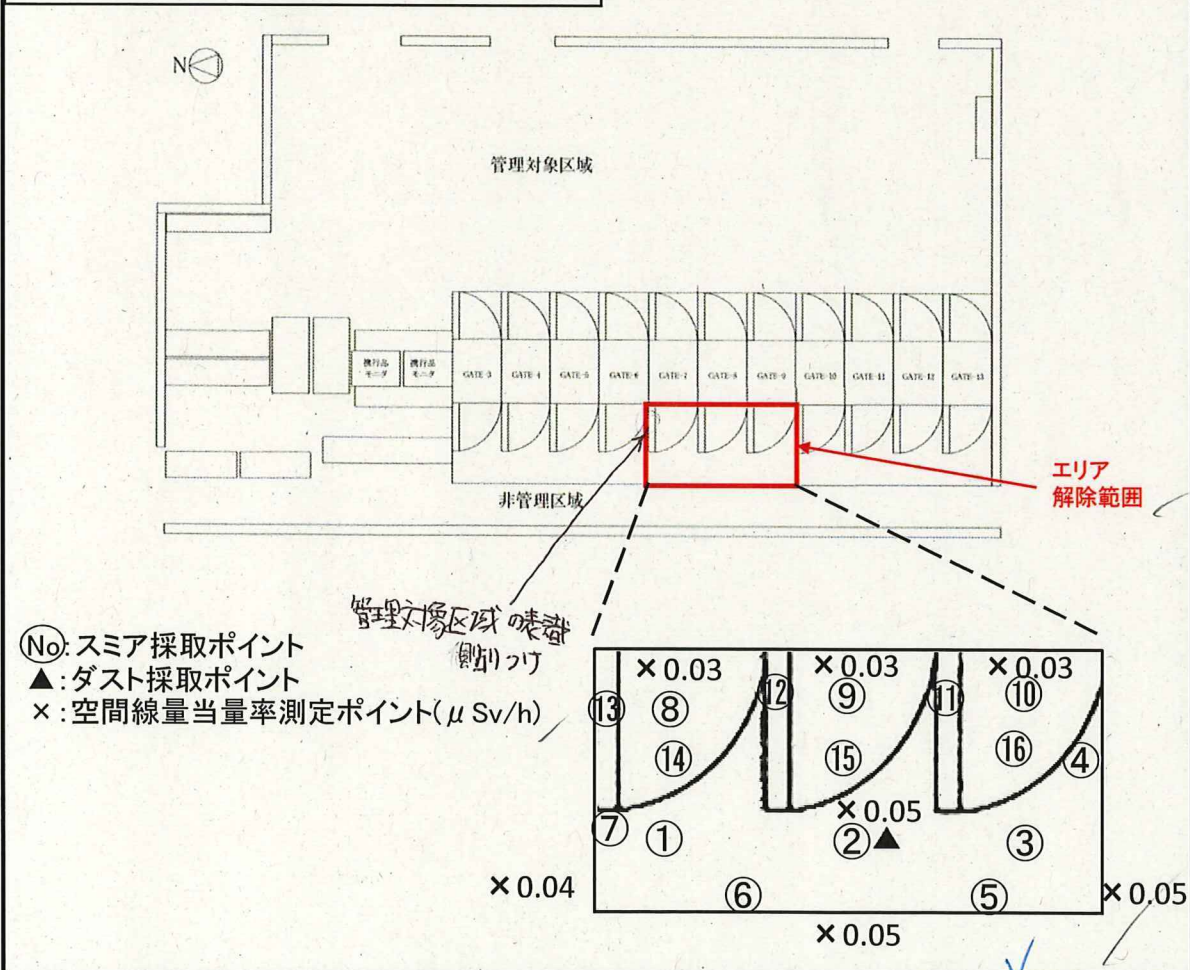 N
管理対象区域
携行品
モニタ
携行品
モニタ
GATE-3
GATE-4
GATE-5
GATE-6
GATE-7
GATE-8
GATE-9
GATE-10
GATE-11
GATE-12
GATE-13
エリア
解除範囲
非管理区域
管理対象区域の
つけ
No:スミア採取ポイント
▲:ダスト採取ポイント
×:空間線量当量率測定ポイント(μSv/h)
×0.03
×0.03
×0.03
⑬
⑧
⑫
⑨
⑪
⑩
⑭
⑮
⑯
④
×0.05
⑦
①
②▲
③
×0.04
⑥
⑤
×0.05
×0.05